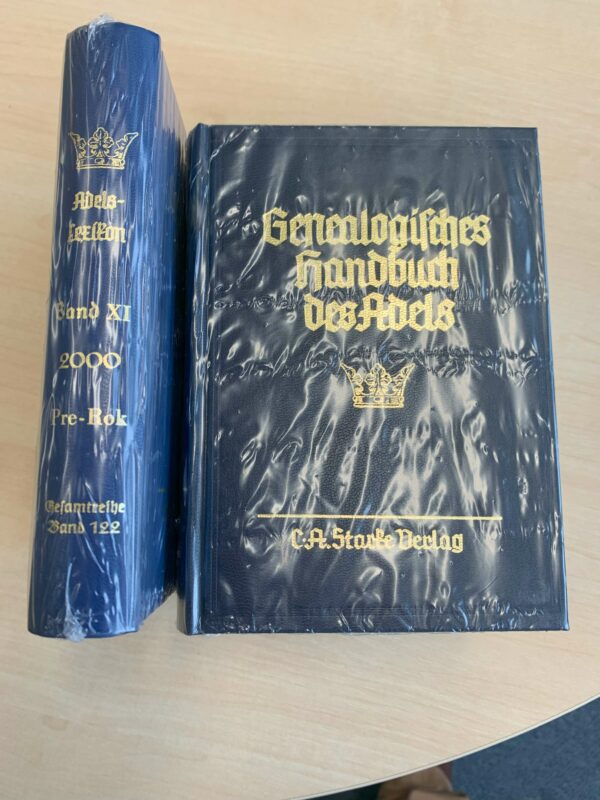 Adels-
Lexikon
Band XI
2000
Pre-Rok
Gesamtreihe
Band 122
Genealogisches
Handbuch
des Adels
C.A. Starke Verlag